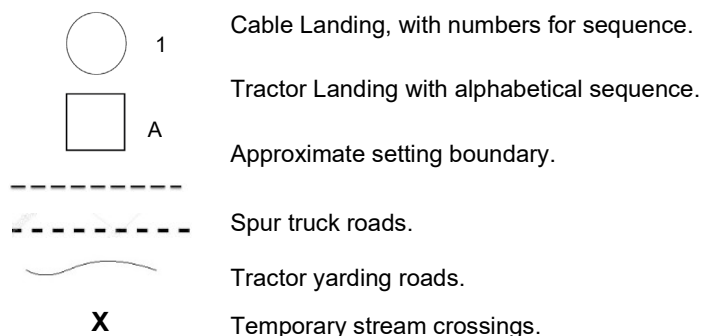 1 Cable Landing, with numbers for sequence.
A Tractor Landing with alphabetical sequence.
Approximate setting boundary.
Spur truck roads.
Tractor yarding roads.
X Temporary stream crossings.